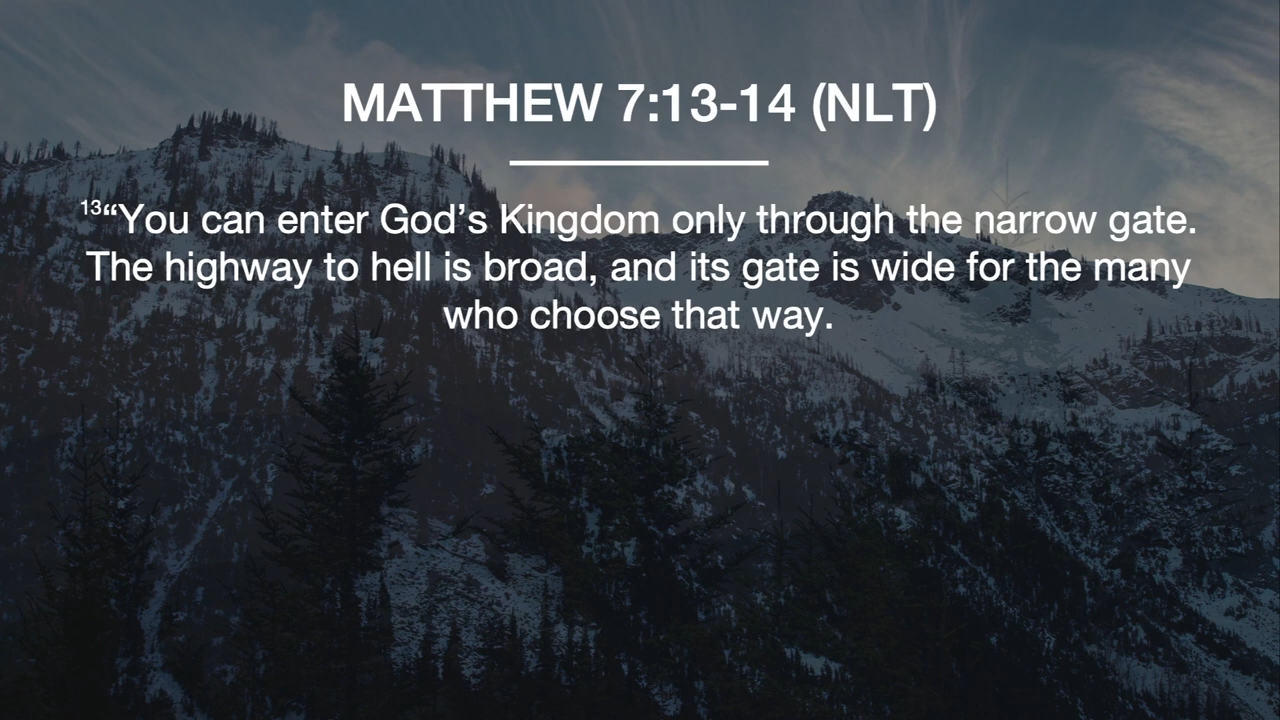 MATTHEW 7:13-14 (NLT)
13“You can enter God’s Kingdom only through the narrow gate.
The highway to hell is broad, and its gate is wide for the many
who choose that way.